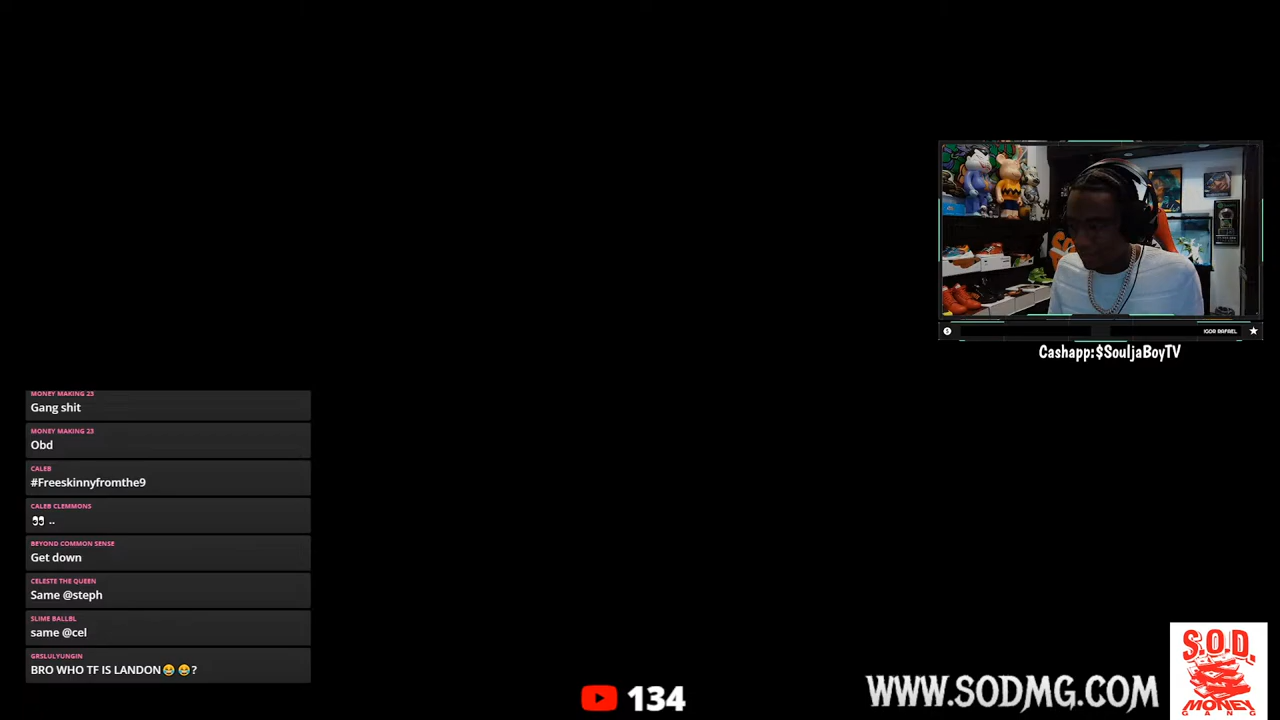 MONEY MAKING 23
Gang shit
MONEY MAKING 23
Obd
CALEB
#Freeskinnyfromthe9
CALEB CLEMMONS
👀 ..
BEYOND COMMON SENSE
Get down
CELESTE THE QUEEN
Same @steph
SLIME BALLBL
same @cel
GRSLULYUNGIN
BRO WHO TF IS LANDON😂 😂?
IGOR RAFAEL
Cashapp:$SouljaBoyTV
134
WWW.SODMG.COM
S.O.D.
MONEY
GANG